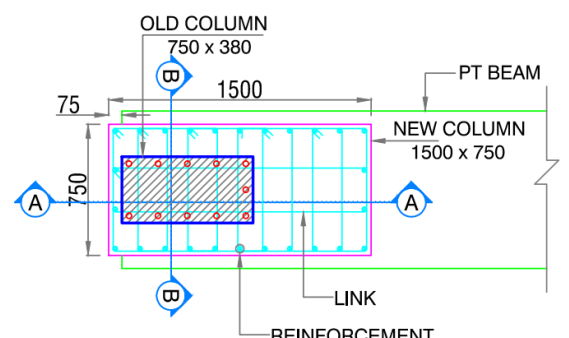 OLD COLUMN
750 x 380
B
1500
75
PT BEAM
NEW COLUMN
1500 x 750
750
A
A
B
LINK
REINFORCEMENT